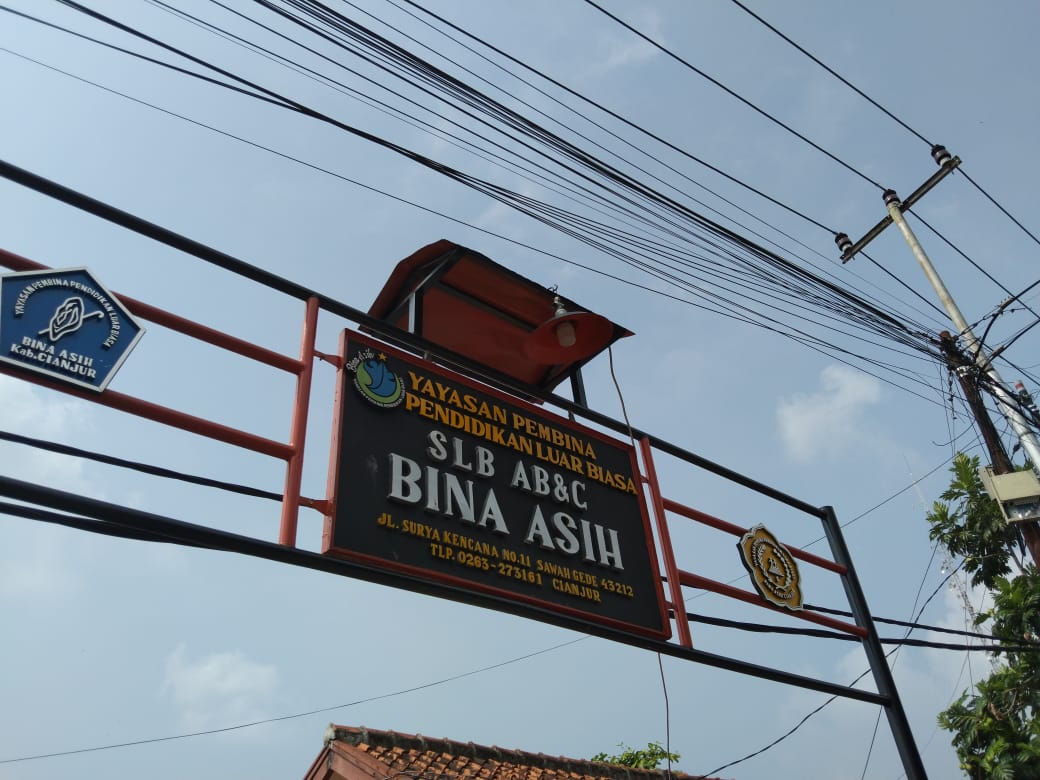 YAYASAN PEMBINA PENDIDIKAN LUAR BIASA
BINA ASIH
Kab. CIANJUR
YAYASAN PEMBINA
PENDIDIKAN LUAR BIASA
SLB AB&C
BINA ASIH
JL. SURYA KENCANA NO.11 SAWAH GEDE 43212
TLP. 0263-273161 CIANJUR